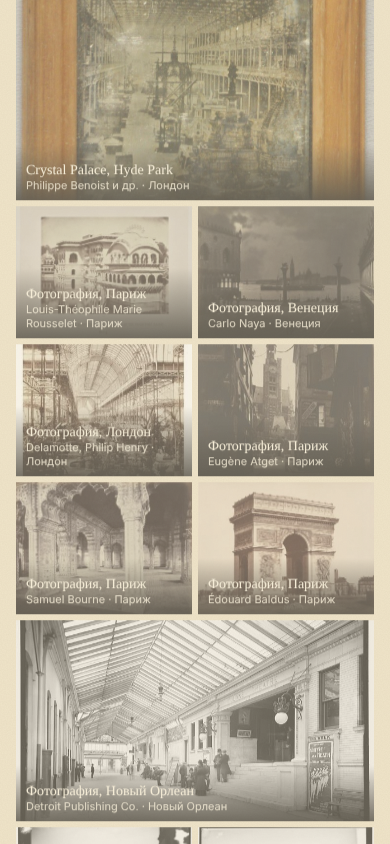 Crystal Palace, Hyde Park
Philippe Benoist и др. · Лондон
Фотография, Париж
Louis-Théophile Marie
Rousselet · Париж
Фотография, Венеция
Carlo Naya · Венеция
Фотография, Лондон
Delamotte, Philip Henry ·
Лондон
Фотография, Париж
Eugène Atget · Париж
Фотография, Париж
Samuel Bourne · Париж
Фотография, Париж
Édouard Baldus · Париж
Фотография, Новый Орлеан
Detroit Publishing Co. · Новый Орлеан